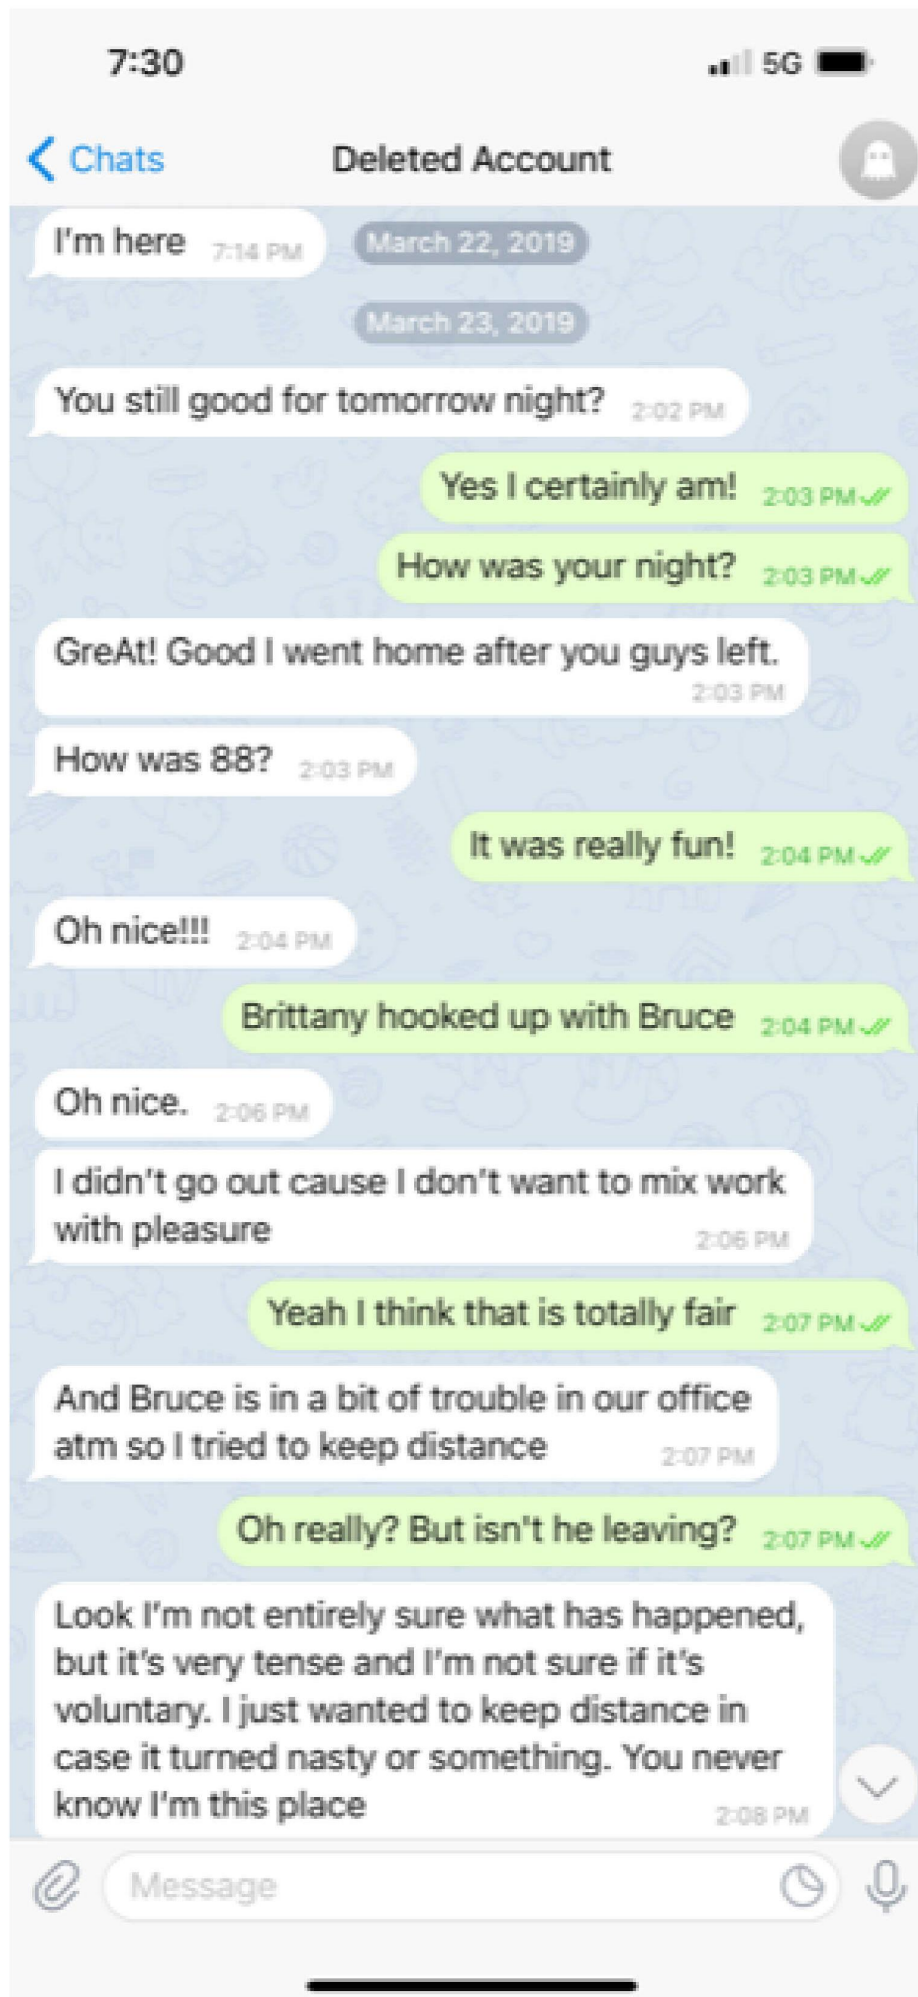 7:30 5G
Chats Deleted Account
I'm here 7:14 PM
March 22, 2019
March 23, 2019
You still good for tomorrow night? 2:02 PM
Yes I certainly am! 2:03 PM
How was your night? 2:03 PM
GreAt! Good I went home after you guys left.
2:03 PM
How was 88? 2:03 PM
It was really fun! 2:04 PM
Oh nice!!! 2:04 PM
Brittany hooked up with Bruce 2:04 PM
Oh nice. 2:06 PM
I didn't go out cause I don't want to mix work
with pleasure 2:06 PM
Yeah I think that is totally fair 2:07 PM
And Bruce is in a bit of trouble in our office
atm so I tried to keep distance 2:07 PM
Oh really? But isn't he leaving? 2:07 PM
Look I'm not entirely sure what has happened,
but it's very tense and I'm not sure if it's
voluntary. I just wanted to keep distance in
case it turned nasty or something. You never
know I'm this place 2:08 PM
Message